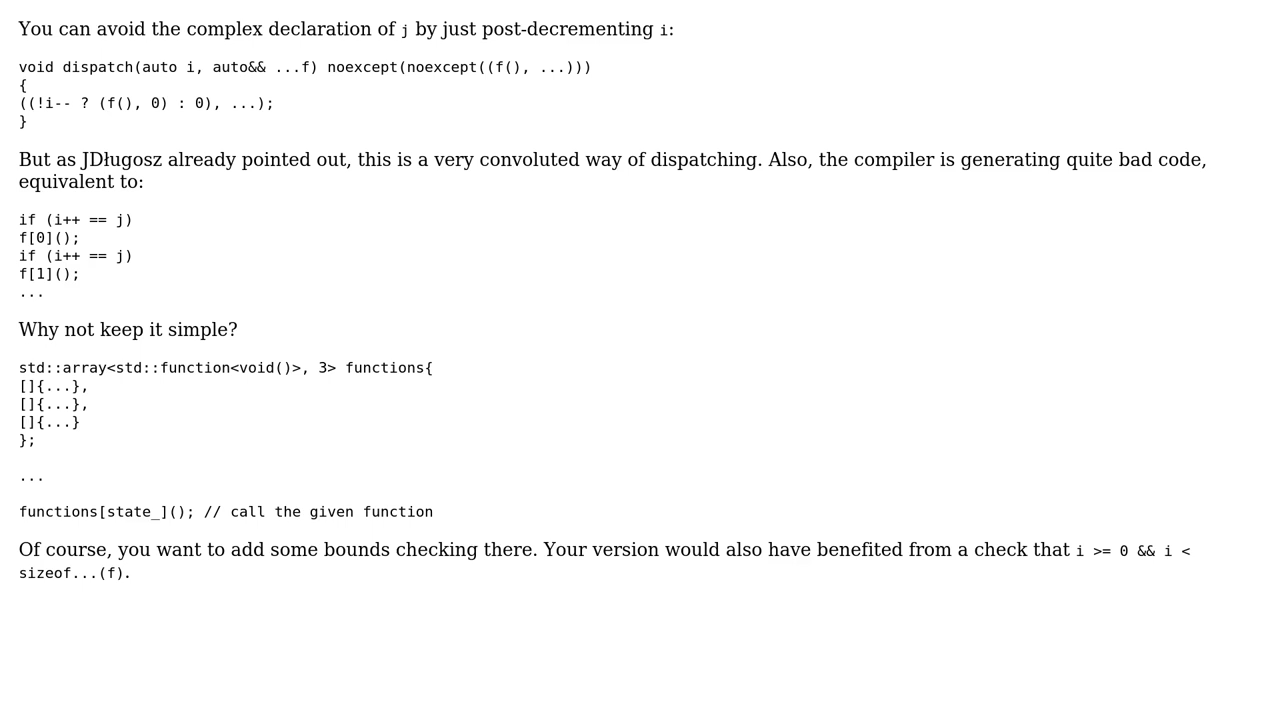 You can avoid the complex declaration of j by just post-decrementing i:
void dispatch(auto i, auto&& ...f) noexcept(noexcept((f(), ...)))
{
((!i-- ? (f(), 0) : 0), ...);
}
But as JDługosz already pointed out, this is a very convoluted way of dispatching. Also, the compiler is generating quite bad code,
equivalent to:
if (i++ == j)
f[0]();
if (i++ == j)
f[1]();
...
Why not keep it simple?
std::array<std::function<void()>, 3> functions{
[]{...},
[]{...},
[]{...}
};
...
functions[state_](); // call the given function
Of course, you want to add some bounds checking there. Your version would also have benefited from a check that i >= 0 && i <
sizeof...(f).